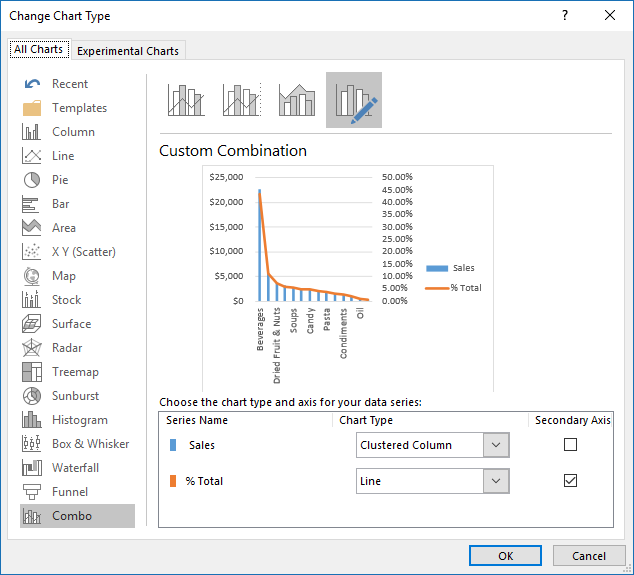 Change Chart Type
?
All Charts Experimental Charts
Recent
Templates
Column
Line
Pie
Bar
Area
X Y (Scatter)
Map
Stock
Surface
Radar
Treemap
Sunburst
Histogram
Box & Whisker
Waterfall
Funnel
Combo
Custom Combination
$25,000
$20,000
$15,000
$10,000
$5,000
$0
50.00%
45.00%
40.00%
35.00%
30.00%
25.00%
20.00%
15.00%
10.00%
5.00%
0.00%
Sales
% Total
Beverages
Dried Fruit & Nuts
Soups
Candy
Pasta
Condiments
Oil
Choose the chart type and axis for your data series:
Series Name Chart Type Secondary Axis
Sales Clustered Column
% Total Line
OK Cancel